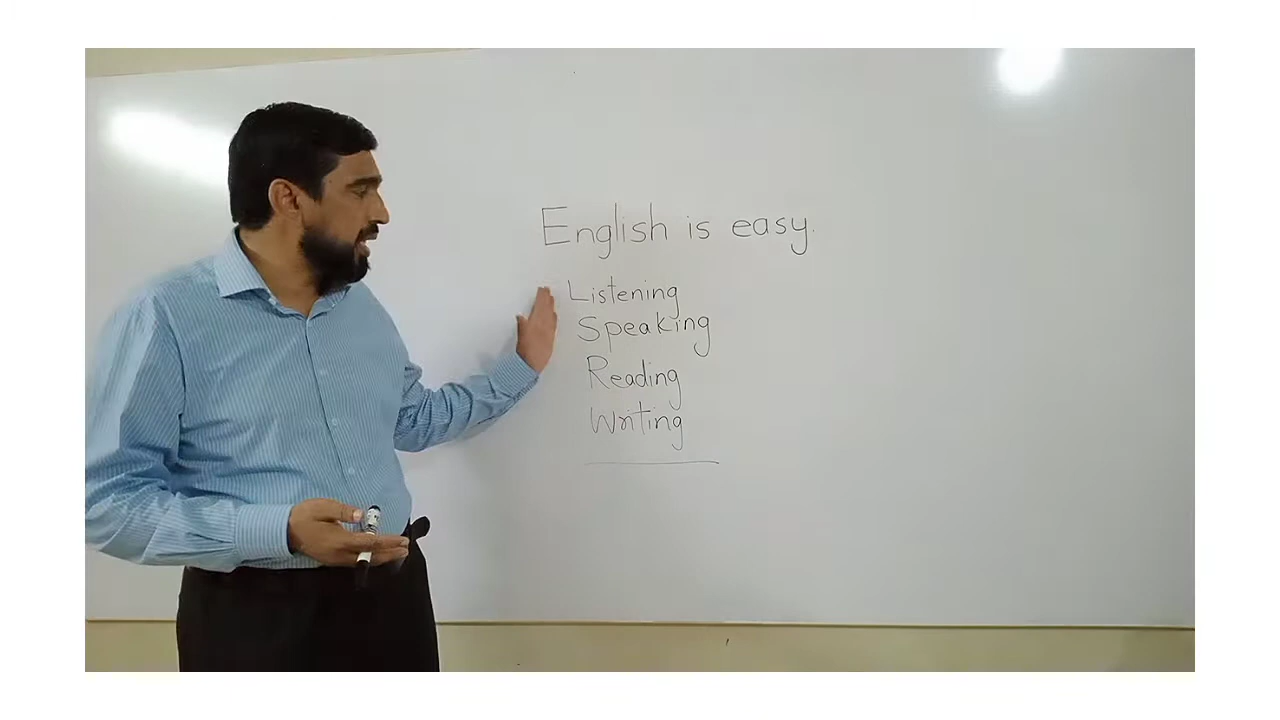 English is easy.
Listening
Speaking
Reading
Writing